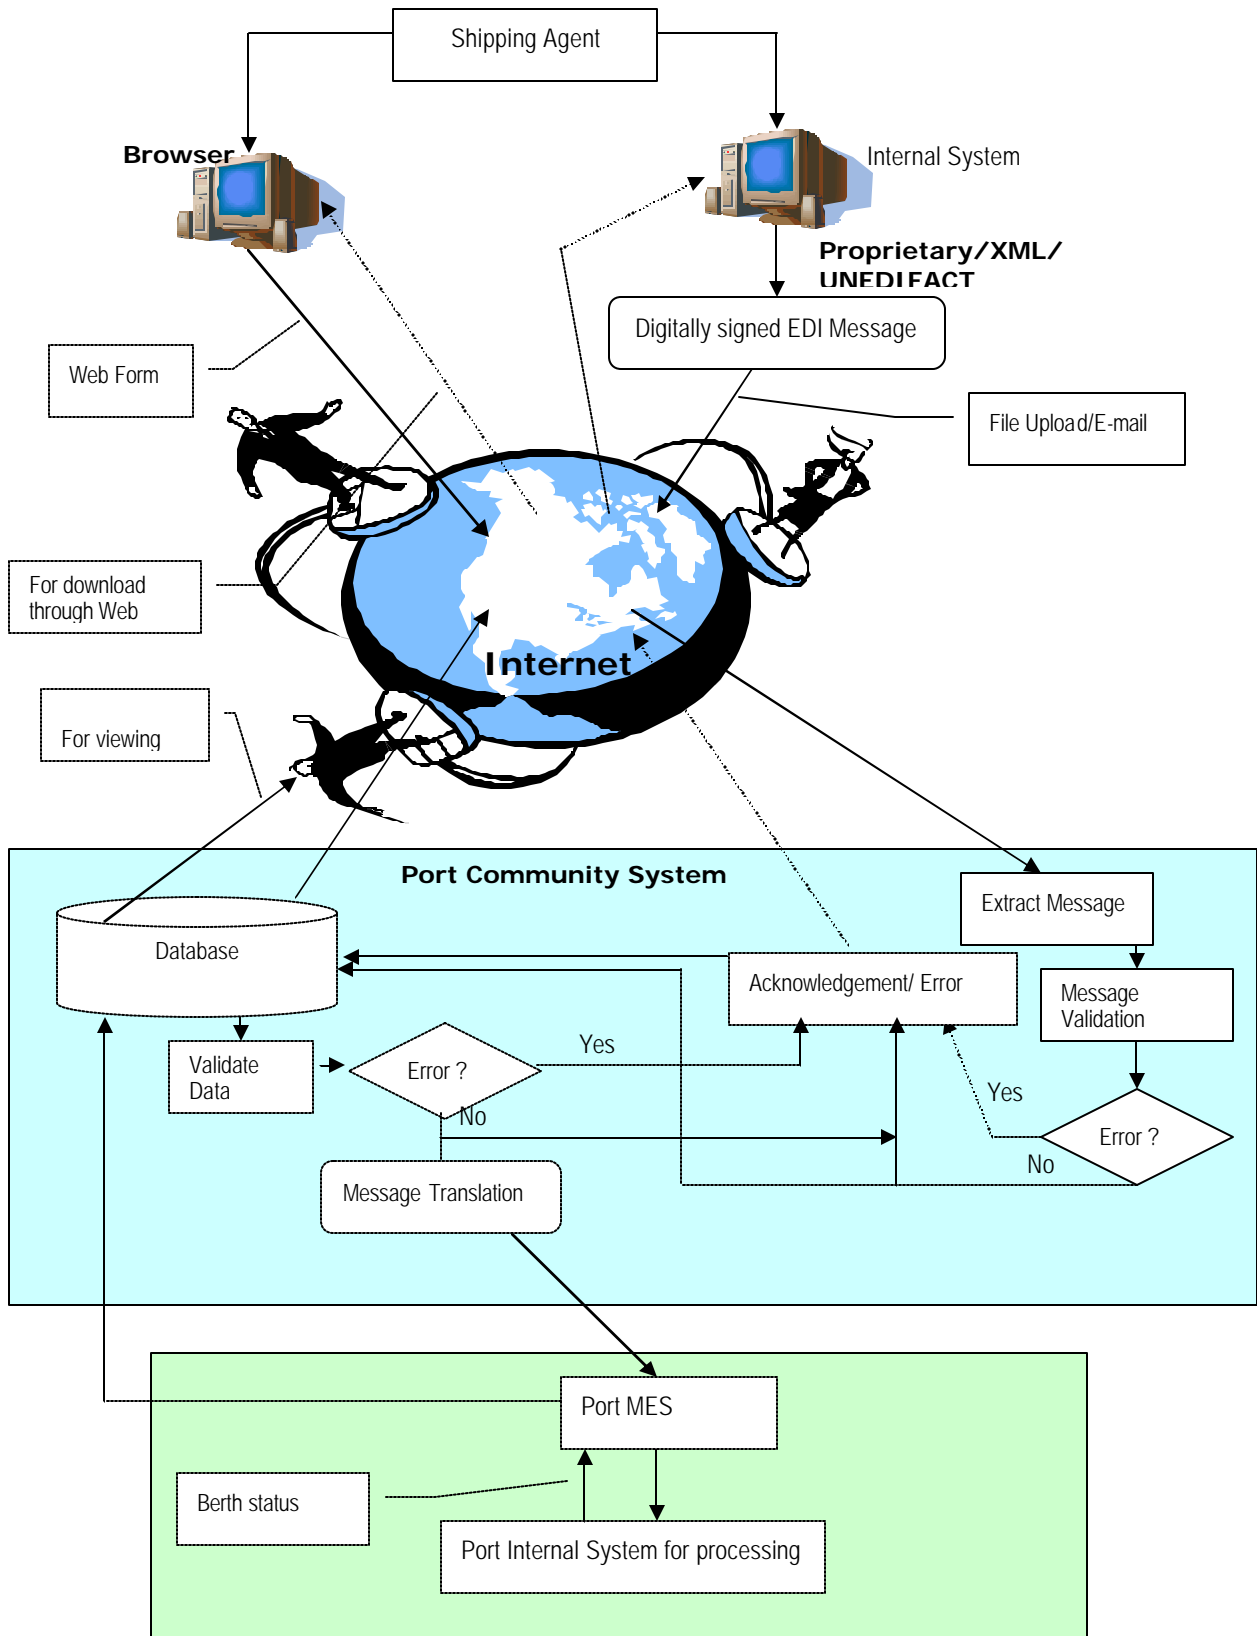 Shipping Agent
Browser
Internal System
Proprietary/XML/
UNEDIFACT
Digitally signed EDI Message
Web Form
File Upload/E-mail
For download
through Web
Internet
For viewing
Port Community System
Extract Message
Database
Acknowledgement/ Error
Message
Validation
Validate
Data
Error ?
Yes
No
Yes
Error ?
No
Message Translation
Port MES
Berth status
Port Internal System for processing